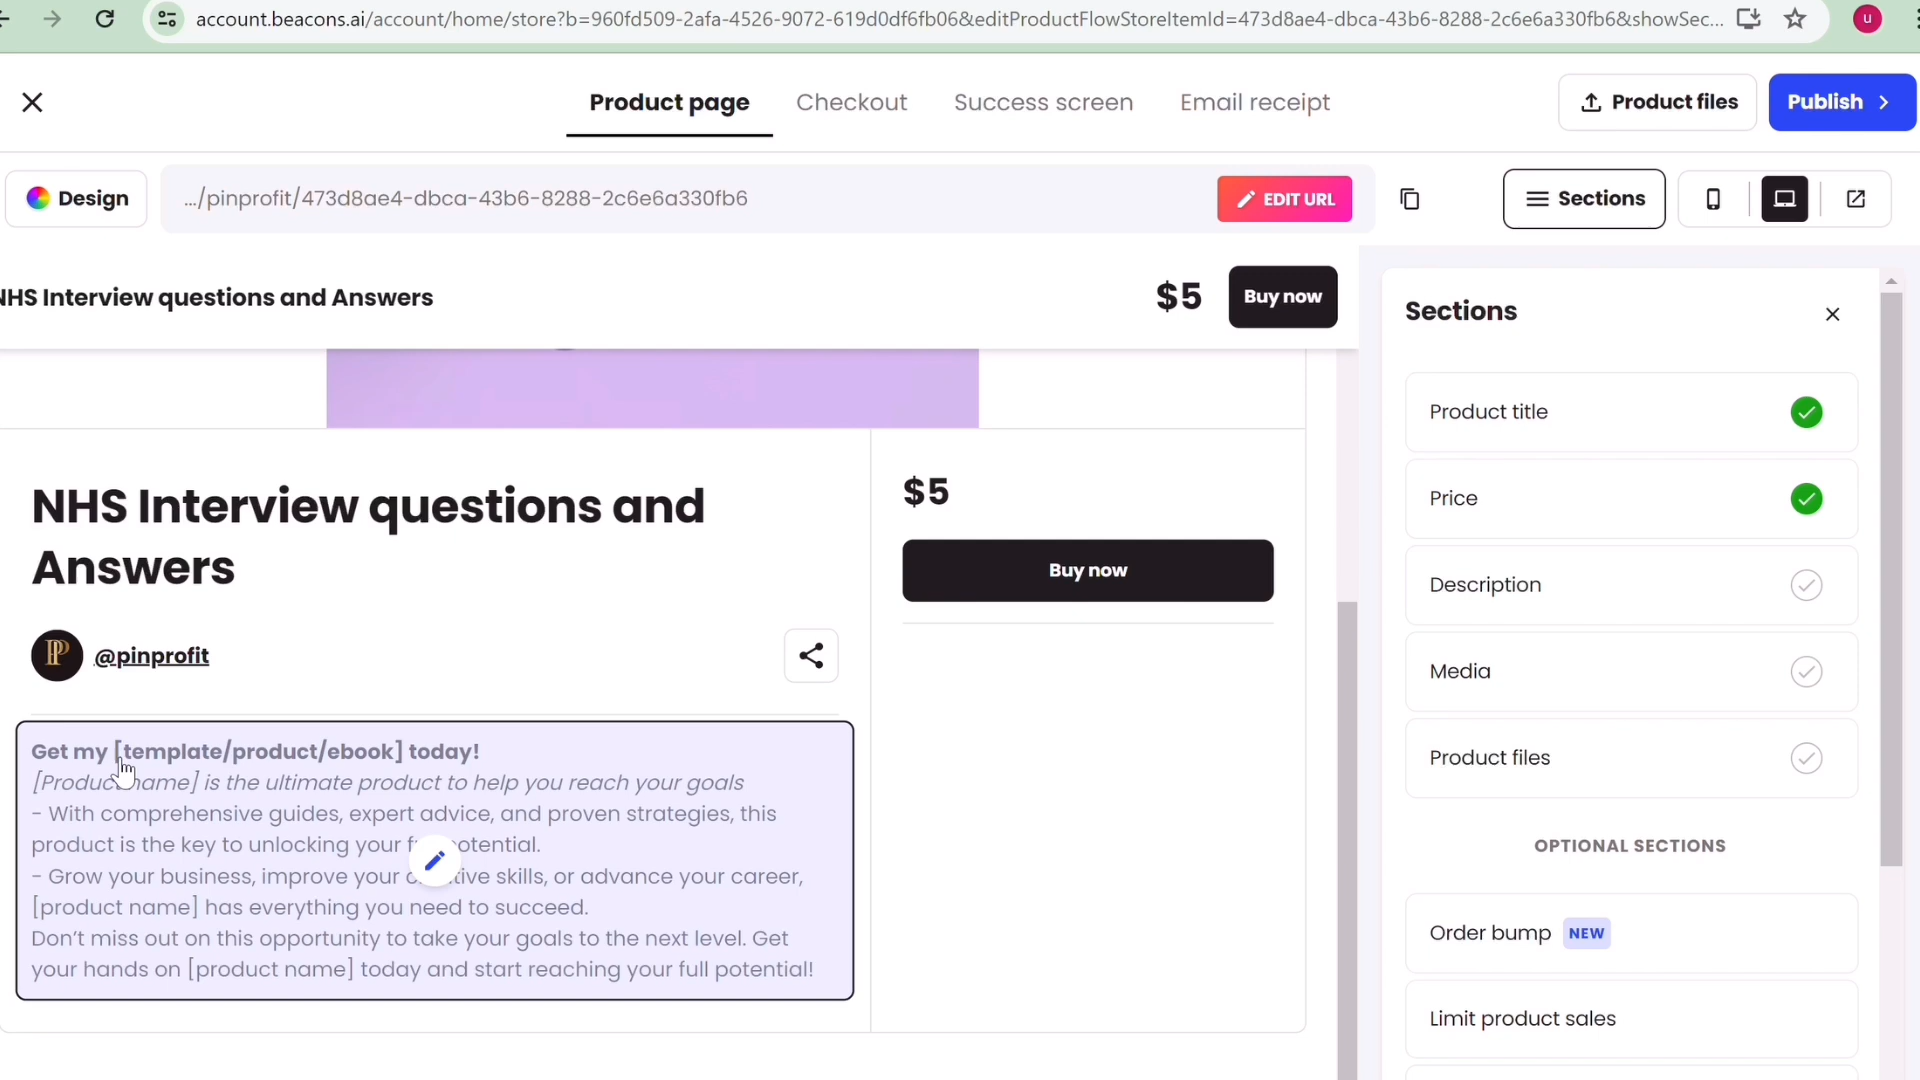 account.beacons.ai/account/home/store?b=960fd509-2afa-4526-9072-619d0df6fb06&editProductFlowStoreItemId=473d8ae4-dbca-43b6-8288-2c6e6a330fb6&showSec...
u
Product page
Checkout
Success screen
Email receipt
Product files
Publish
Design
.../pinprofit/473d8ae4-dbca-43b6-8288-2c6e6a330fb6
EDIT URL
Sections
NHS Interview questions and Answers
$5
Buy now
Sections
Product title
Price
Description
Media
Product files
OPTIONAL SECTIONS
Order bump NEW
Limit product sales
NHS Interview questions and
Answers
$5
Buy now
@pinprofit
Get my [template/product/ebook] today!
[Product name] is the ultimate product to help you reach your goals
- With comprehensive guides, expert advice, and proven strategies, this
product is the key to unlocking your full potential.
- Grow your business, improve your creative skills, or advance your career,
[product name] has everything you need to succeed.
Don't miss out on this opportunity to take your goals to the next level. Get
your hands on [product name] today and start reaching your full potential!